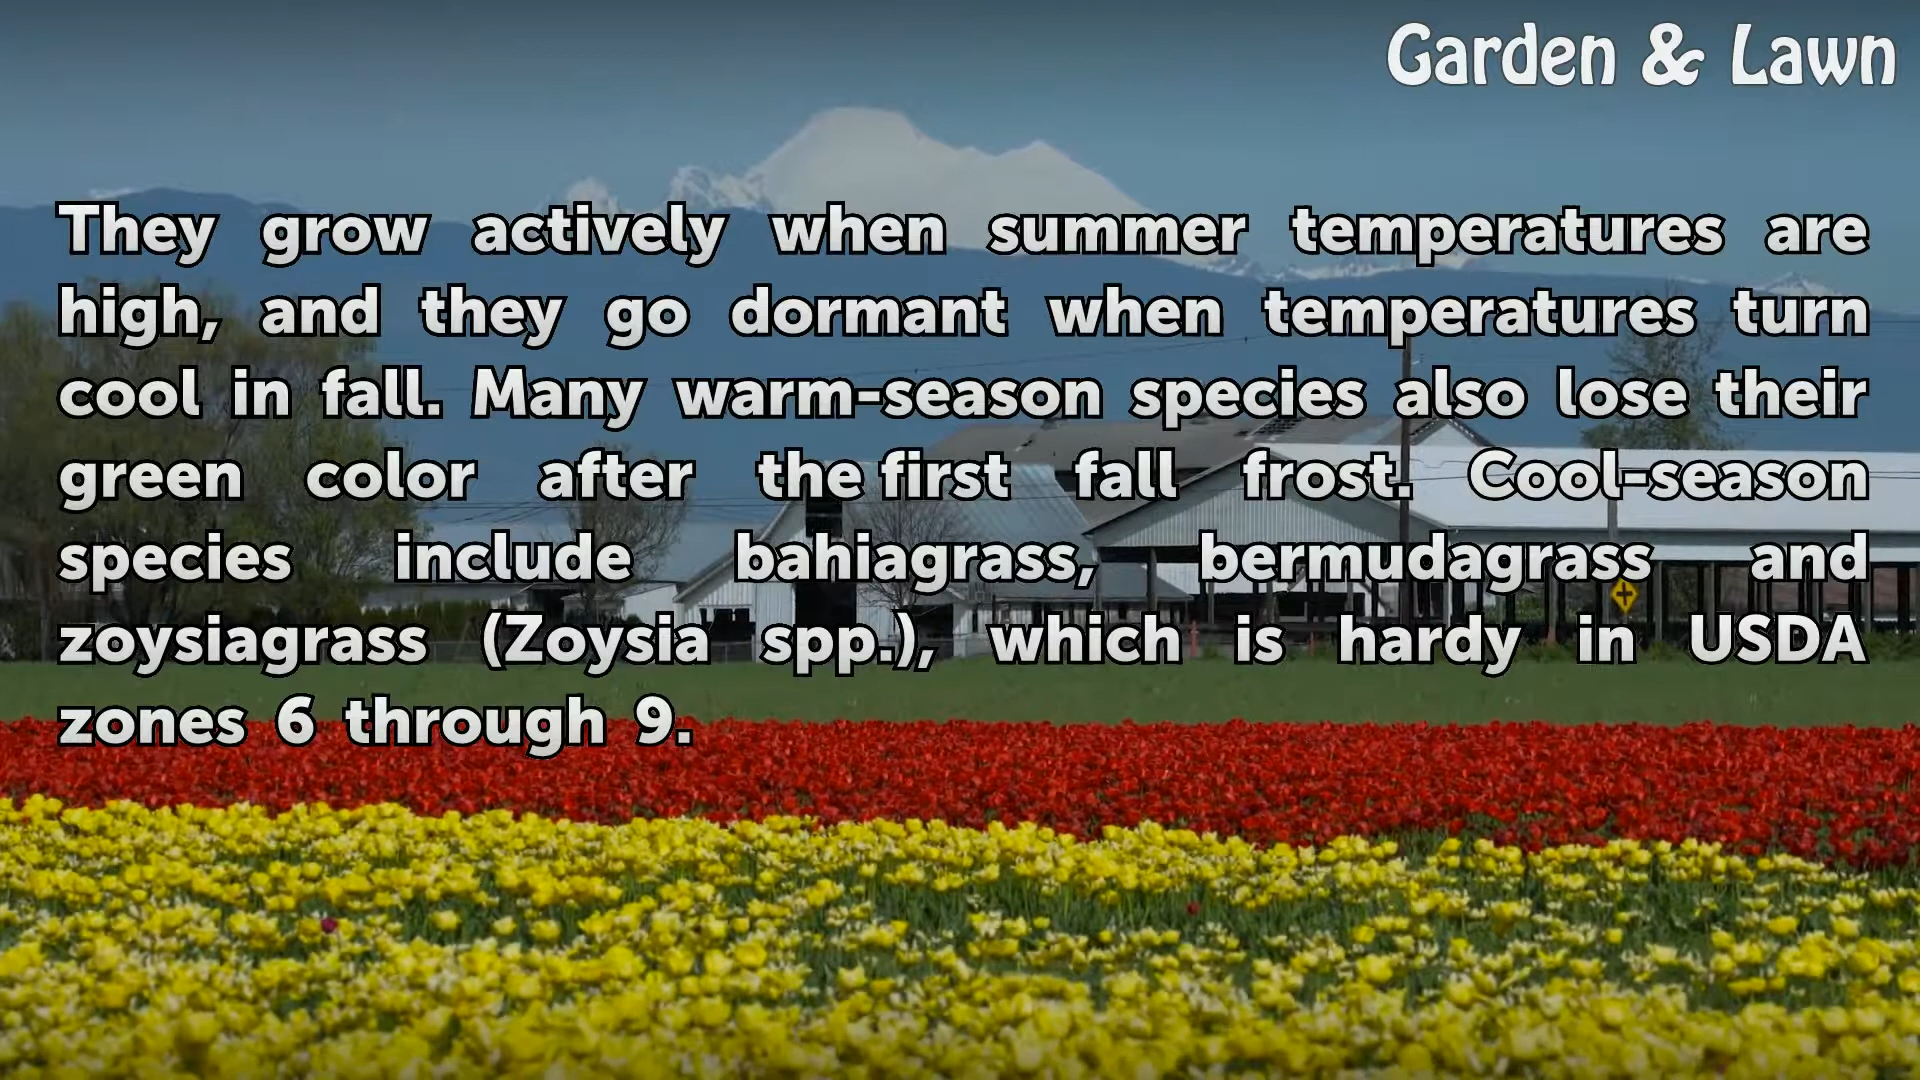 Garden & Lawn
They grow actively when summer temperatures are
high, and they go dormant when temperatures turn
cool in fall. Many warm-season species also lose their
green color after the first fall frost. Cool-season
species include bahiagrass, bermudagrass and
zoysiagrass (Zoysia spp.), which is hardy in USDA
zones 6 through 9.